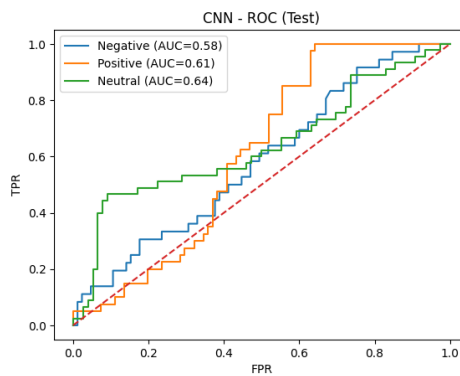 CNN - ROC (Test)
Negative (AUC=0.58)
Positive (AUC=0.61)
Neutral (AUC=0.64)
TPR
1.0
0.8
0.6
0.4
0.2
0.0
0.0 0.2 0.4 0.6 0.8 1.0
FPR